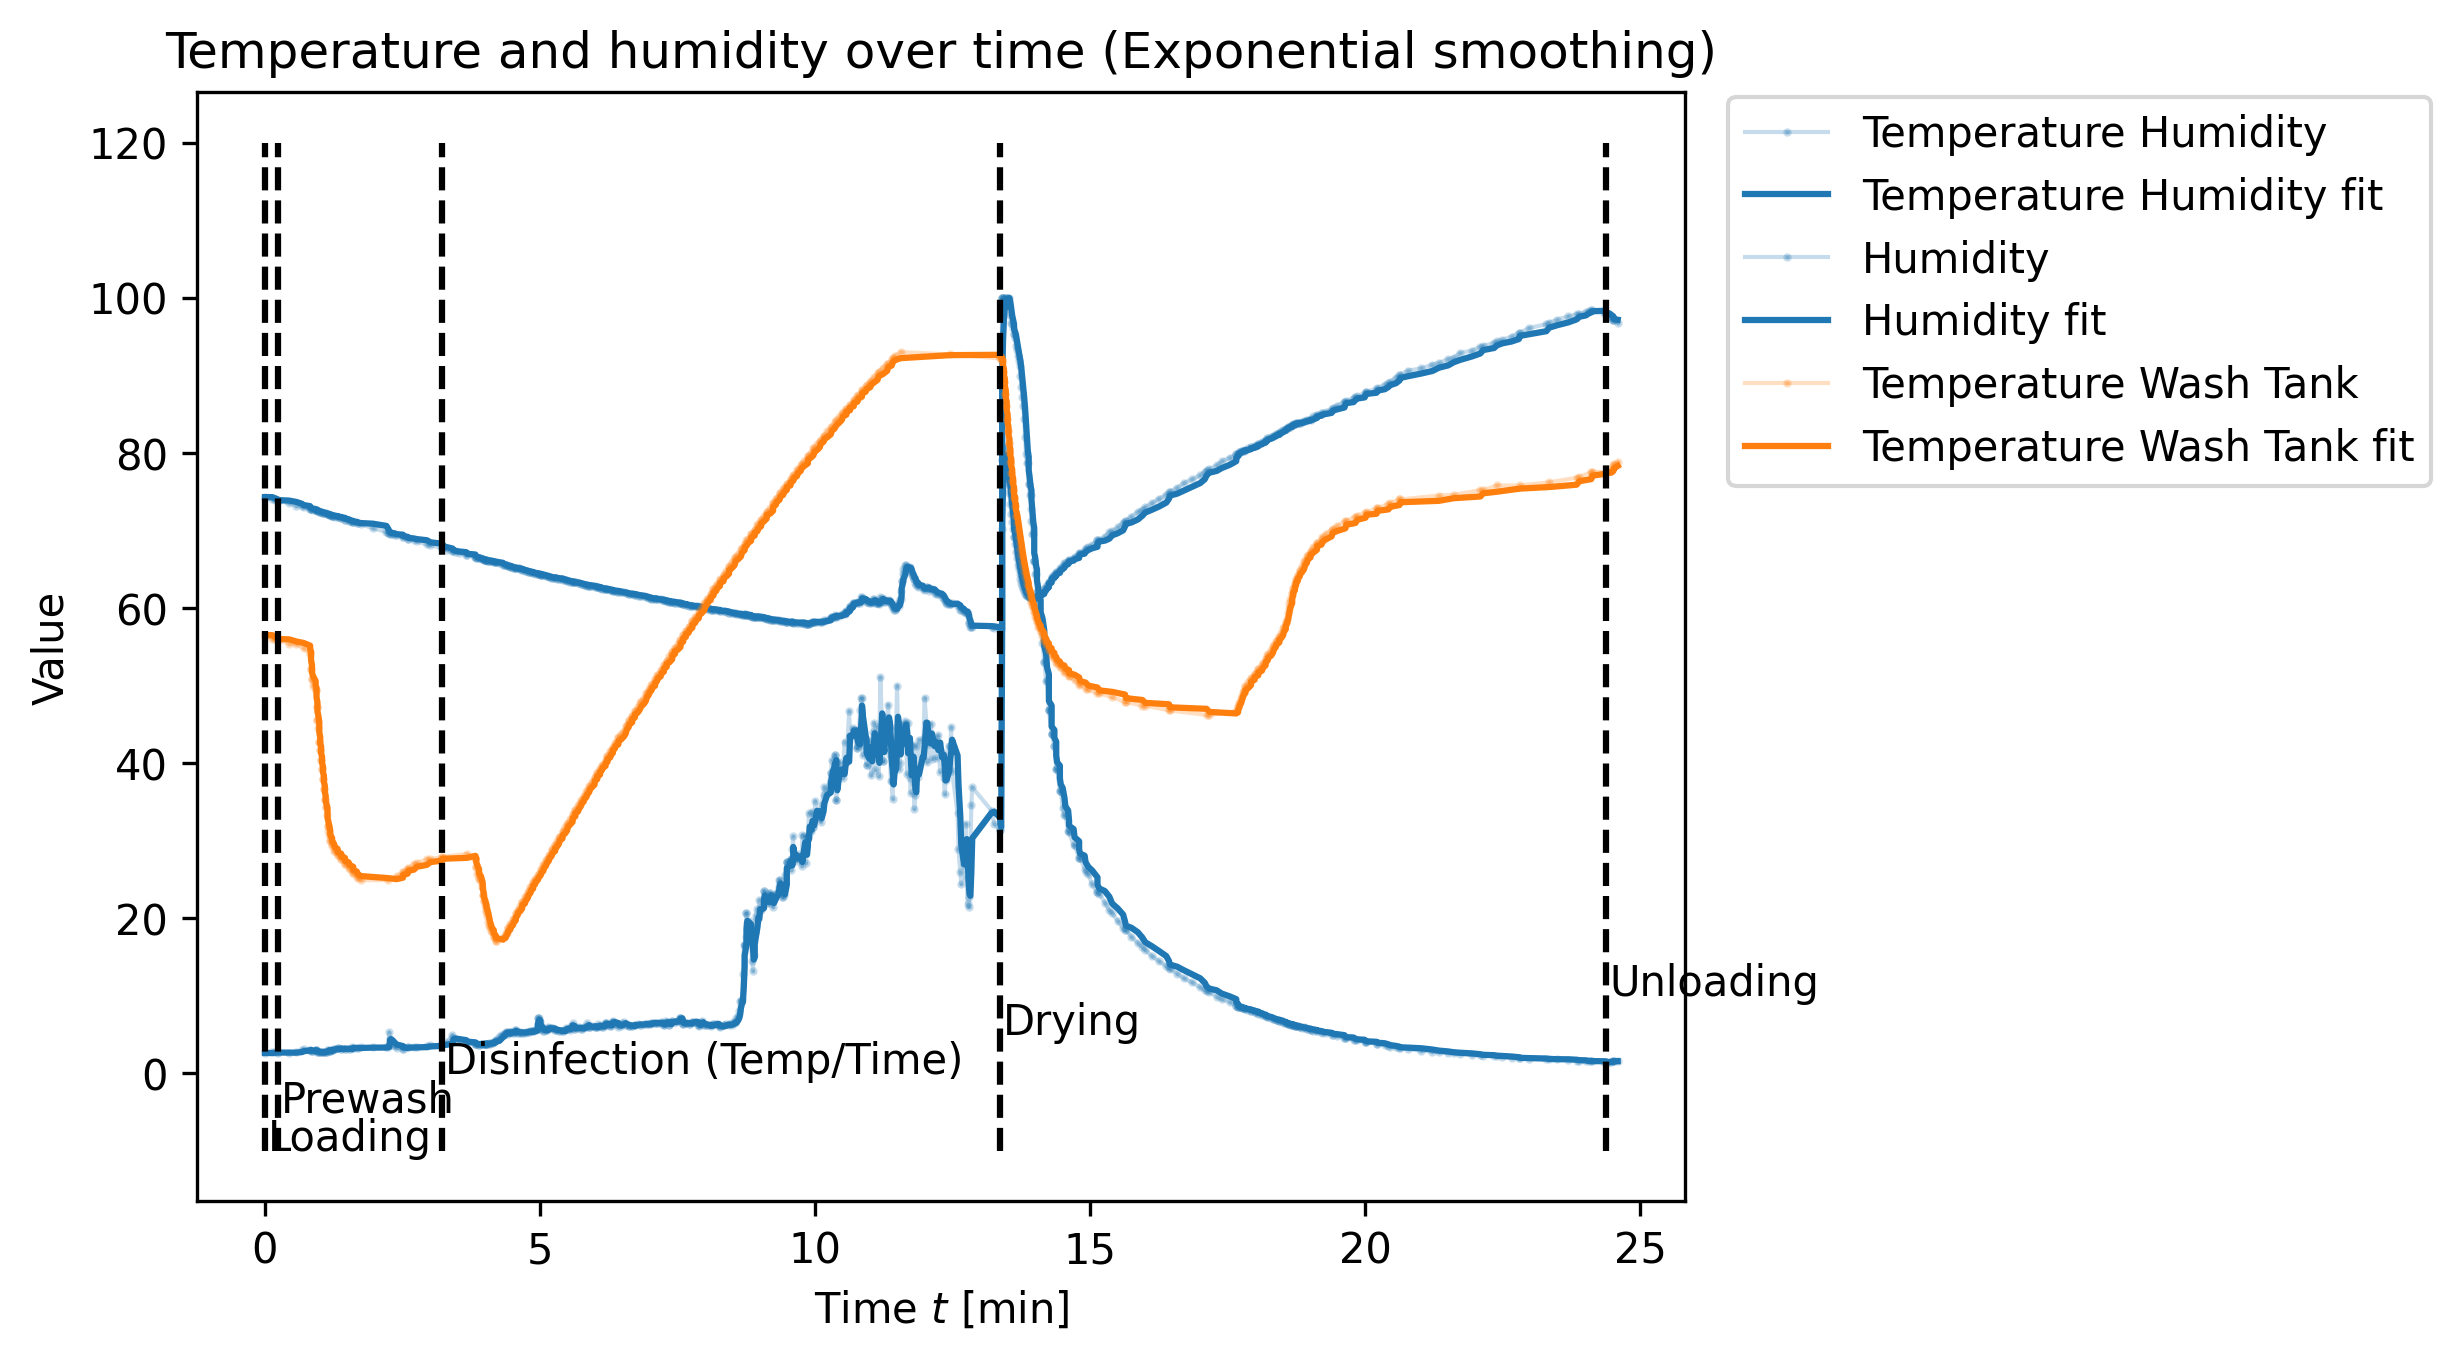 Temperature and humidity over time (Exponential smoothing)
Temperature Humidity
Temperature Humidity fit
Humidity
Humidity fit
Temperature Wash Tank
Temperature Wash Tank fit
Value
120
100
80
60
40
20
0
Unloading
Drying
Disinfection (Temp/Time)
Prewash
Loading
0 5 10 15 20 25
Time t [min]